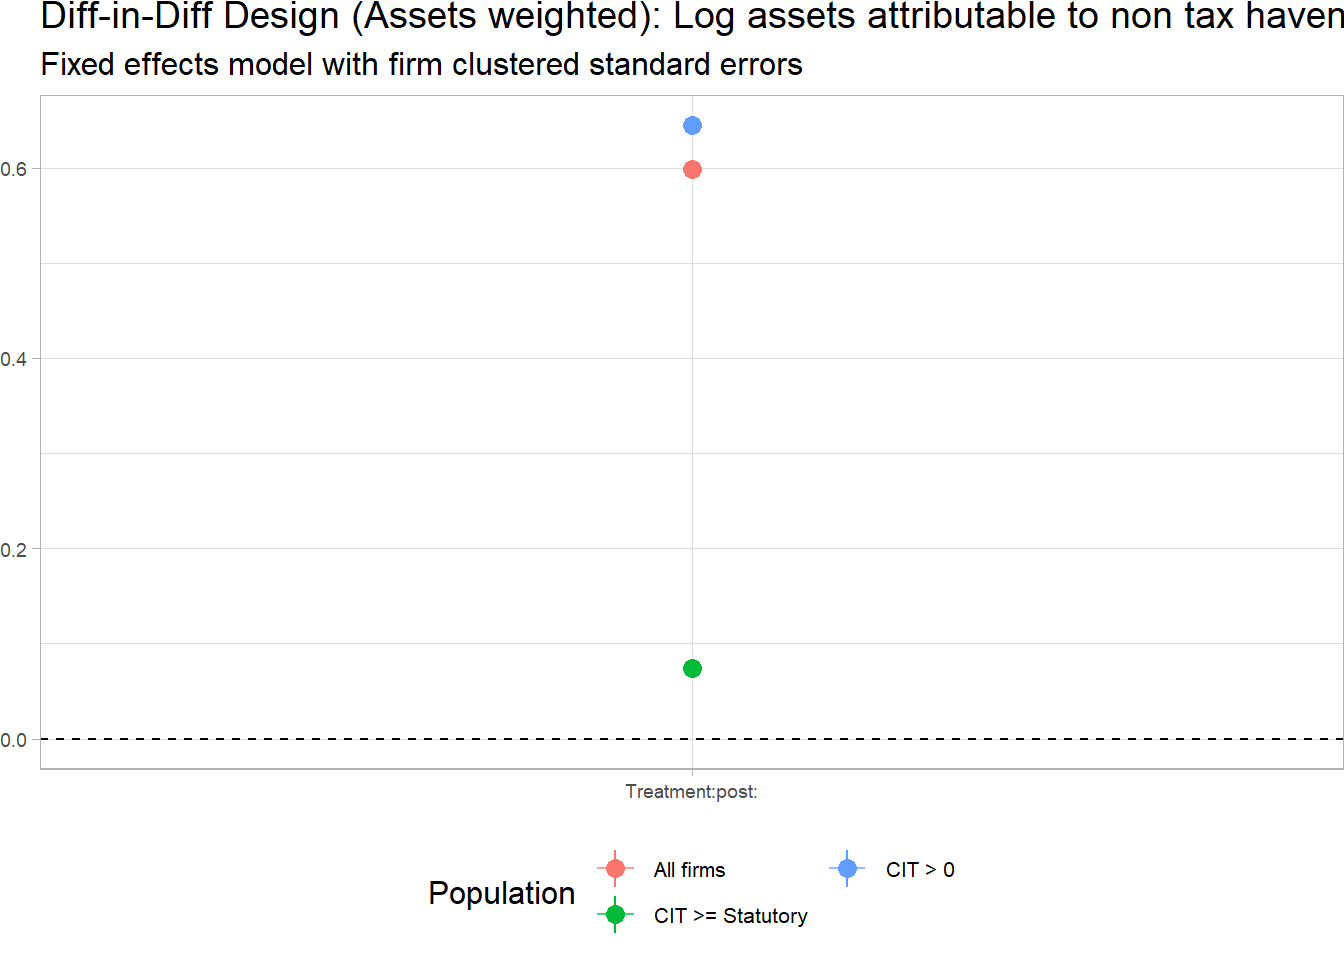 Diff-in-Diff Design (Assets weighted): Log assets attributable to non tax haven
Fixed effects model with firm clustered standard errors
0.6
0.4
0.2
0.0
Treatment:post:
Population
All firms
CIT > 0
CIT >= Statutory